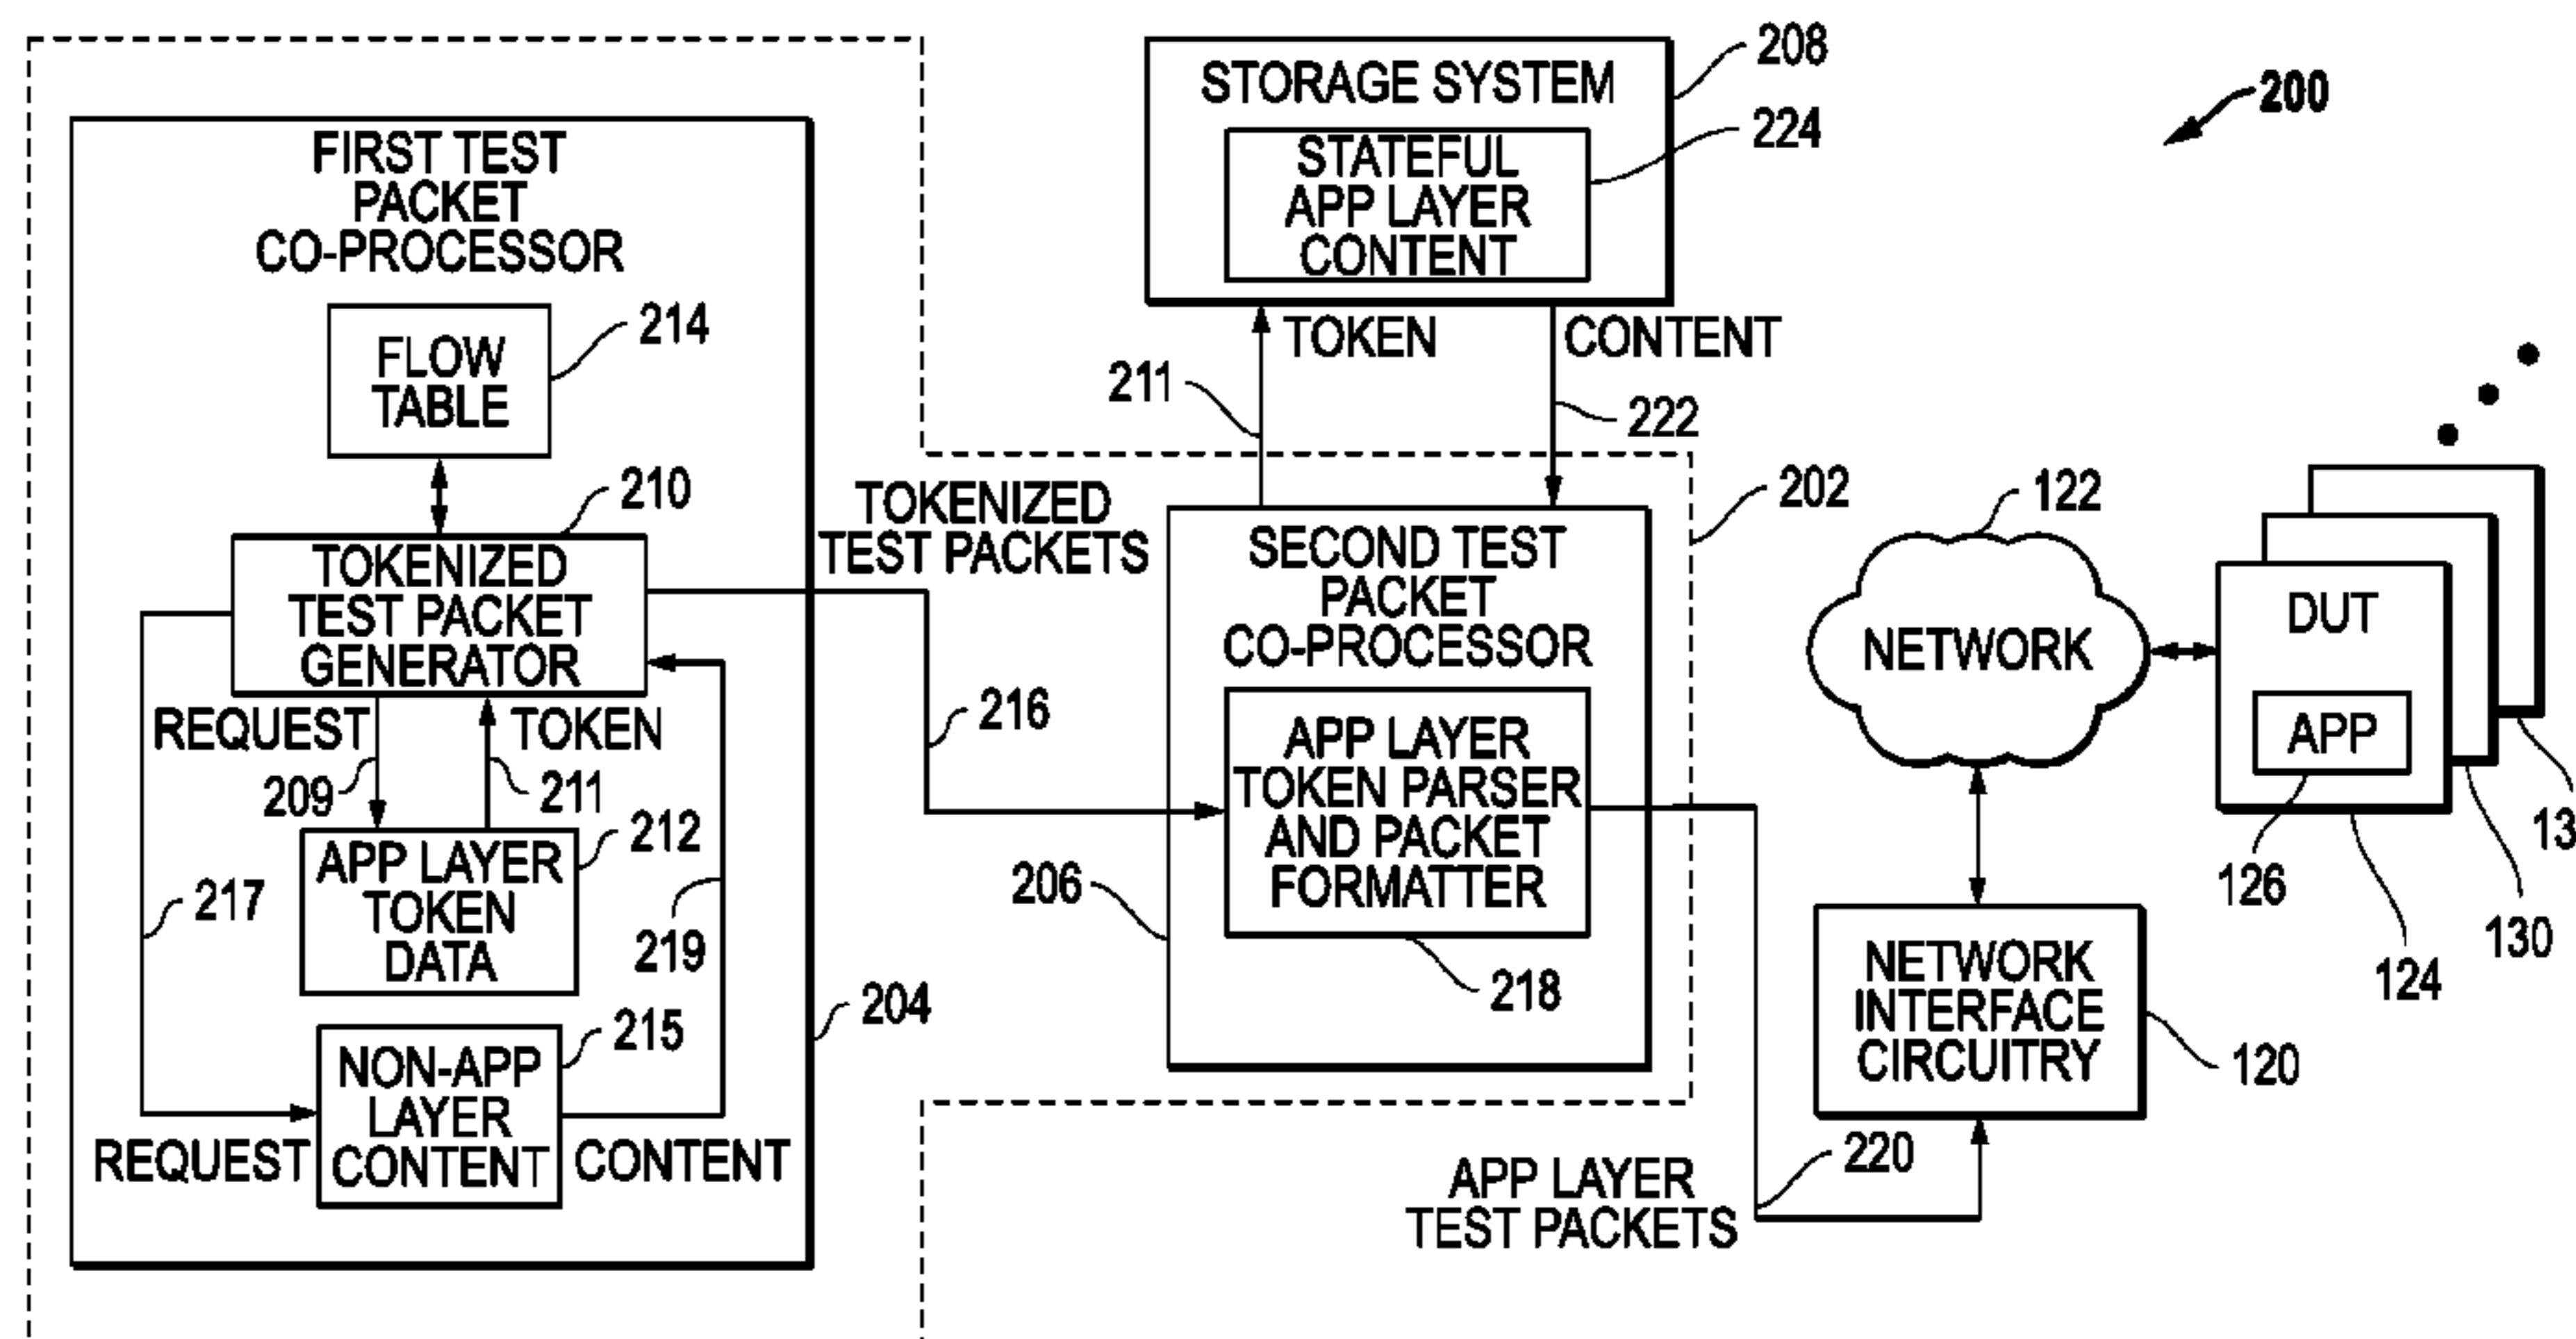 200
208
STORAGE SYSTEM
224
STATEFUL
APP LAYER
CONTENT
TOKEN
CONTENT
211
222
FIRST TEST
PACKET
CO-PROCESSOR
214
FLOW
TABLE
210
TOKENIZED
TEST PACKET
GENERATOR
REQUEST
TOKEN
209
211
212
APP LAYER
TOKEN
DATA
217
219
215
NON-APP
LAYER
CONTENT
REQUEST
CONTENT
204
TOKENIZED
TEST PACKETS
216
202
SECOND TEST
PACKET
CO-PROCESSOR
APP LAYER
TOKEN PARSER
AND PACKET
FORMATTER
206
218
122
NETWORK
DUT
APP
126
124
130
13
NETWORK
INTERFACE
CIRCUITRY
120
APP LAYER
TEST PACKETS
220